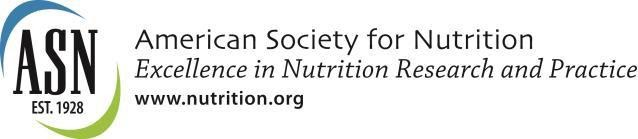 ASN
EST. 1928
American Society for Nutrition
Excellence in Nutrition Research and Practice
www.nutrition.org